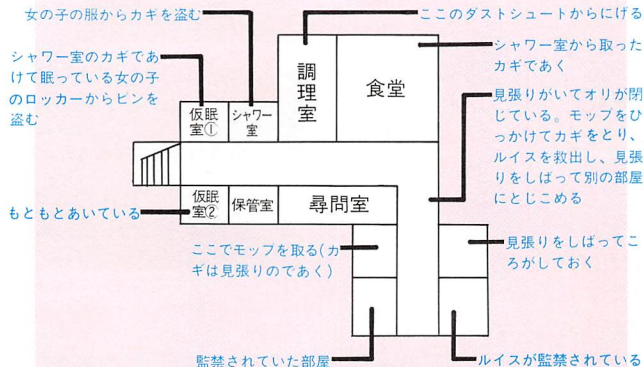 女の子の服からカギを盗む
ここのダストシュートからにげる
シャワー室のカギであ
けて眠っている女の子
のロッカーからピンを
盗む
シャワー室から取った
カギであく
調理室
食堂
仮眠
室①
シャワー
室
見張りがいてオリが閉
じている。モップをひ
っかけてカギをとり、
ルイスを救出し、見張
りをしばって別の部屋
にとじこめる
もともとあいている
仮眠
室②
保管室
尋問室
ここでモップを取る(カ
ギは見張りのであく)
見張りをしばってこ
ろがしておく
監禁されていた部屋
ルイスが監禁されている